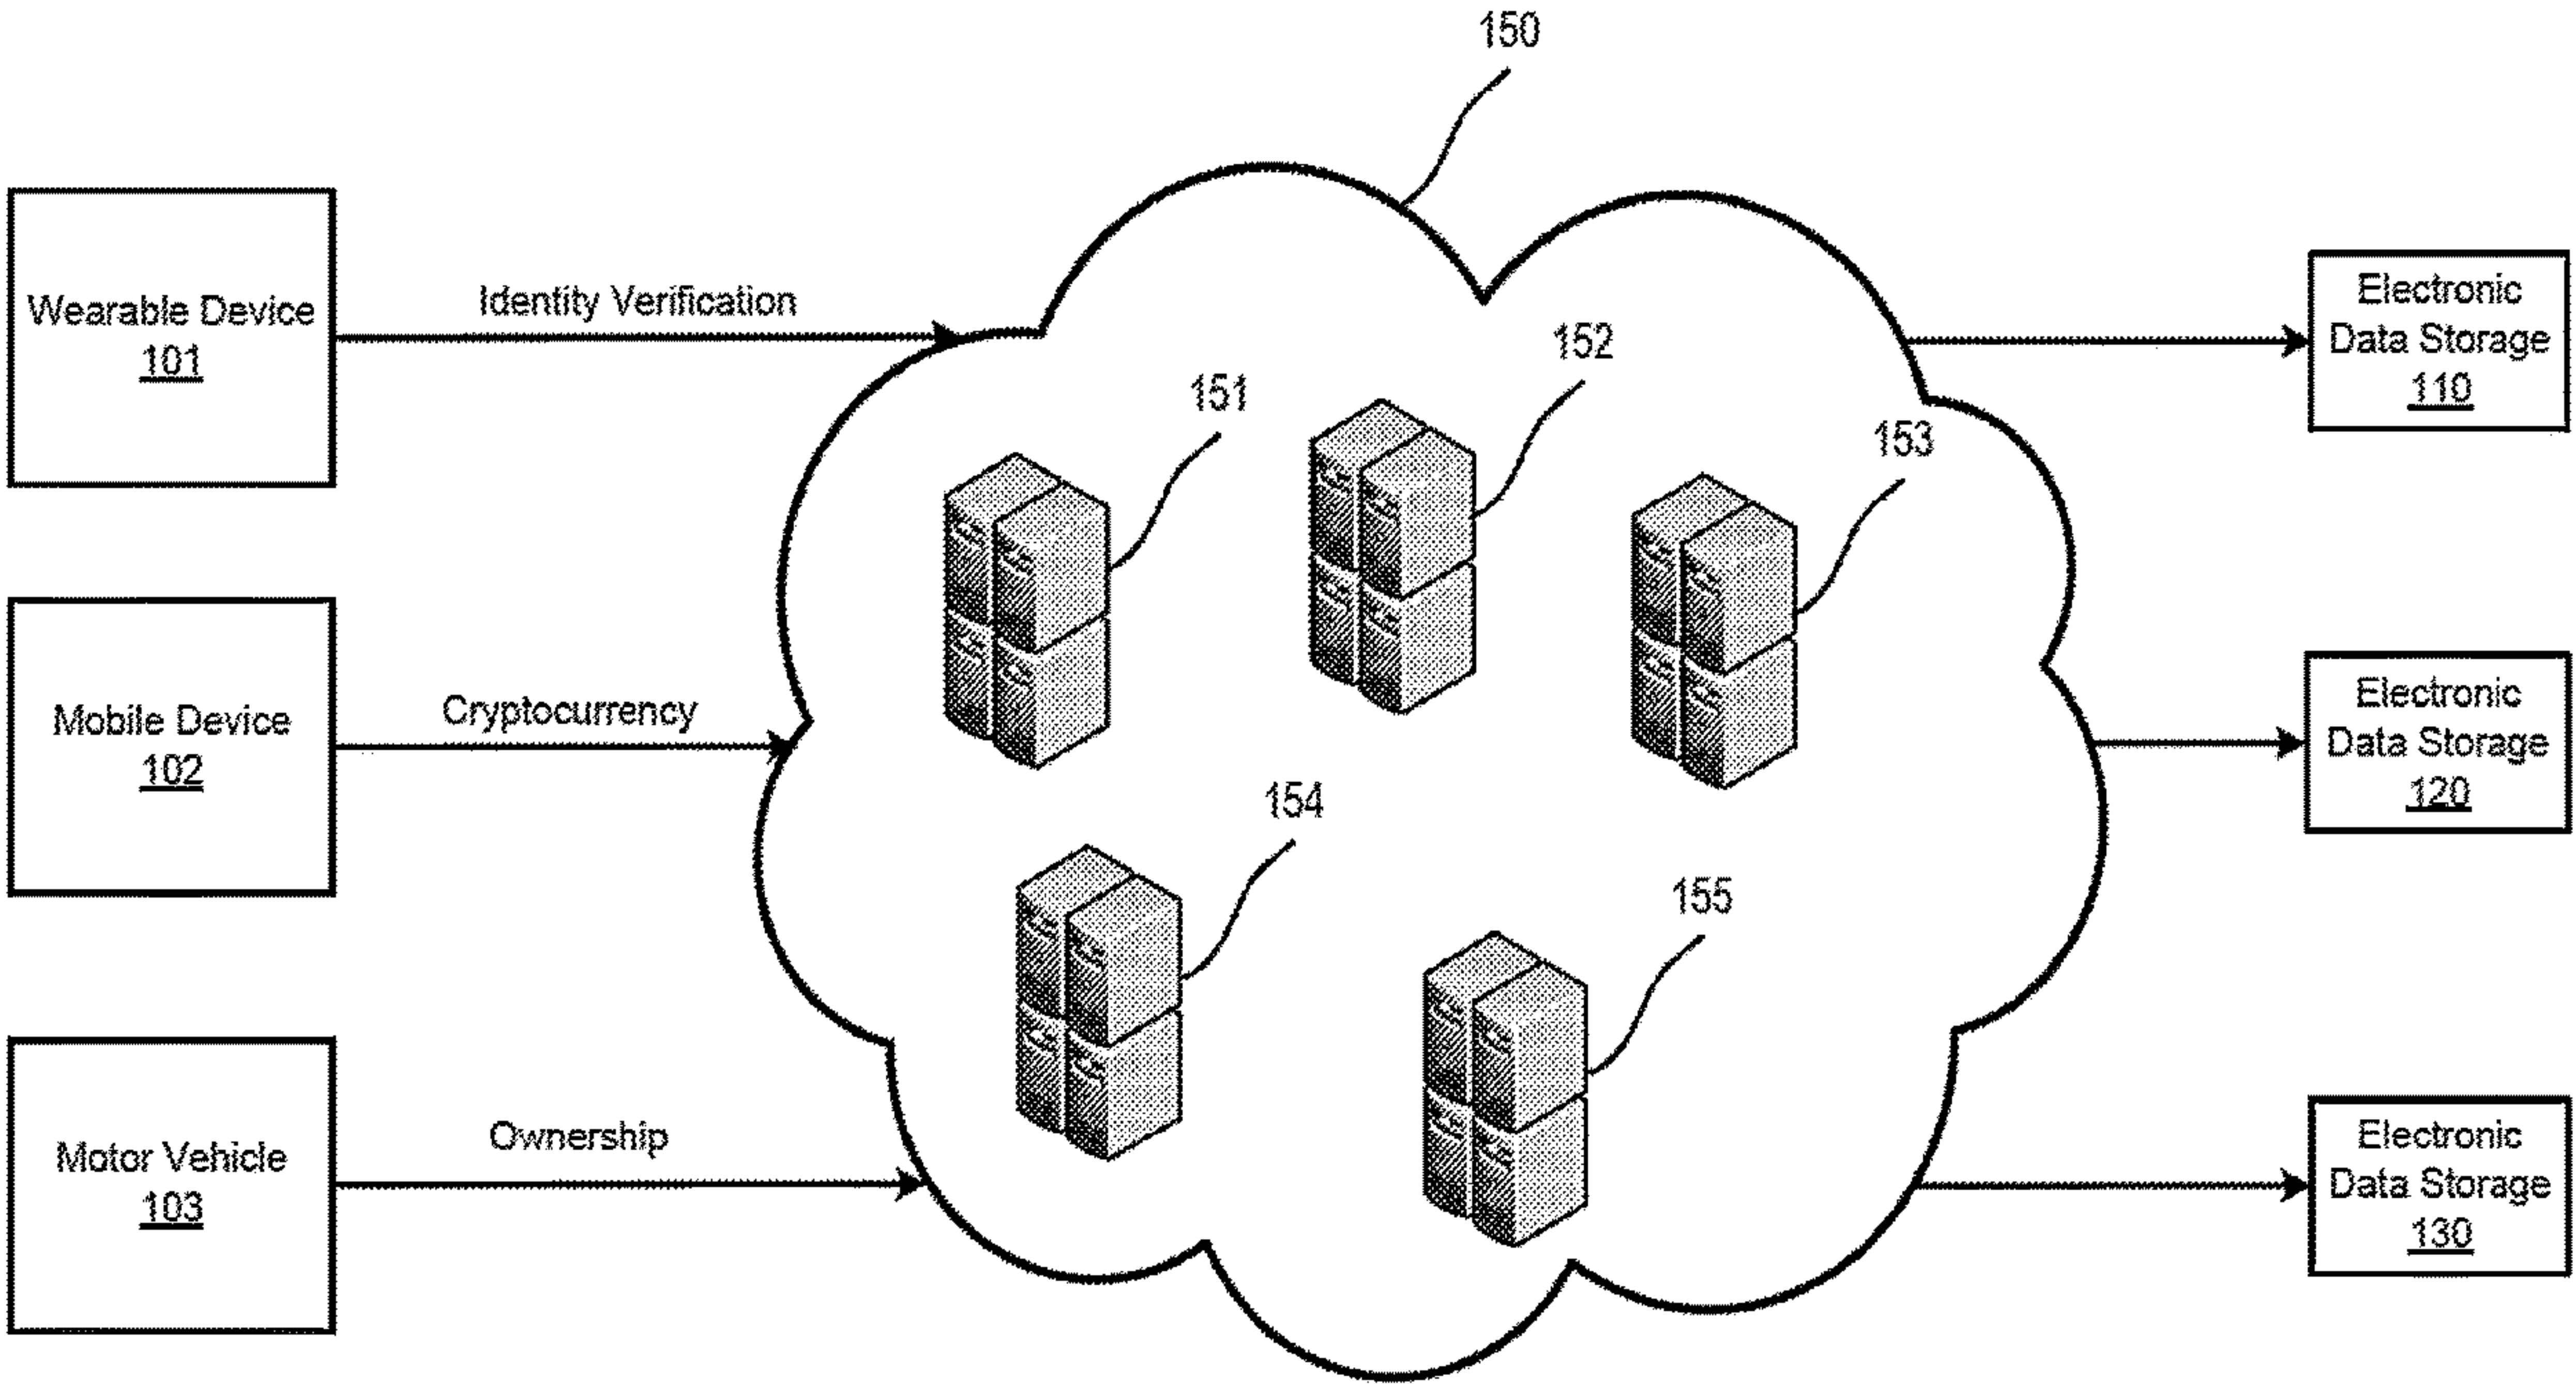 150
Wearable Device
101
Identity Verification
Electronic
Data Storage
110
151
152
153
Mobile Device
102
Cryptocurrency
Electronic
Data Storage
120
154
155
Motor Vehicle
103
Ownership
Electronic
Data Storage
130